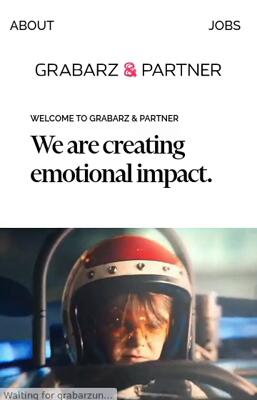 ABOUT JOBS
GRABARZ & PARTNER
WELCOME TO GRABARZ & PARTNER
We are creating
emotional impact.
Waiting for grabarzun...